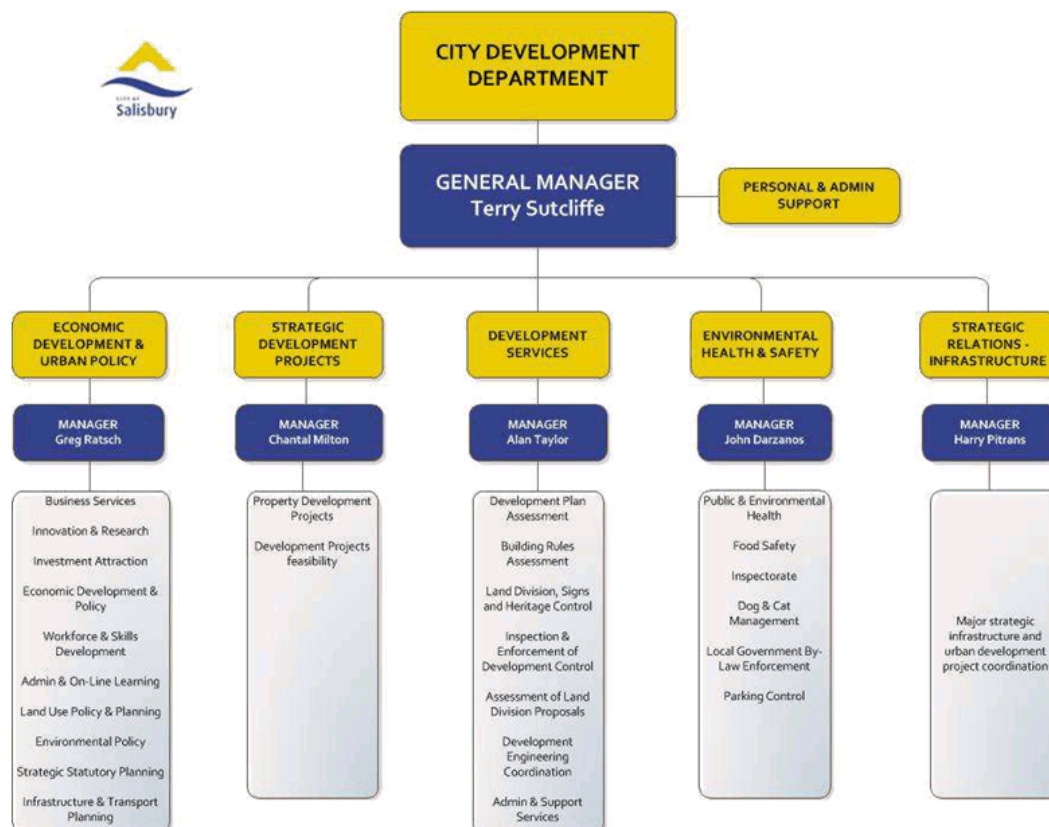 CITY OF
Salisbury
CITY DEVELOPMENT
DEPARTMENT
GENERAL MANAGER
Terry Sutcliffe
PERSONAL & ADMIN
SUPPORT
ECONOMIC
DEVELOPMENT &
URBAN POLICY
MANAGER
Greg Ratsch
Business Services
Innovation & Research
Investment Attraction
Economic Development &
Policy
Workforce & Skills
Development
Admin & On-Line Learning
Land Use Policy & Planning
Environmental Policy
Strategic Statutory Planning
Infrastructure & Transport
Planning
STRATEGIC
DEVELOPMENT
PROJECTS
MANAGER
Chantal Milton
Property Development
Projects
Development Projects
feasibility
DEVELOPMENT
SERVICES
MANAGER
Alan Taylor
Development Plan
Assessment
Building Rules
Assessment
Land Division, Signs
and Heritage Control
Inspection &
Enforcement of
Development Control
Assessment of Land
Division Proposals
Development
Engineering
Coordination
Admin & Support
Services
ENVIRONMENTAL
HEALTH & SAFETY
MANAGER
John Darzanos
Public & Environmental
Health
Food Safety
Inspectorate
Dog & Cat
Management
Local Government By-
Law Enforcement
Parking Control
STRATEGIC
RELATIONS -
INFRASTRUCTURE
MANAGER
Harry Pitrans
Major strategic
infrastructure and
urban development
project coordination